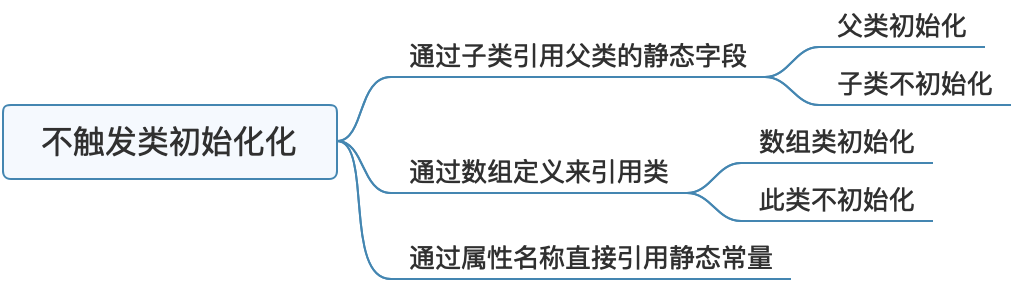 不触发类初始化化
通过子类引用父类的静态字段
父类初始化
子类不初始化
通过数组定义来引用类
数组类初始化
此类不初始化
通过属性名称直接引用静态常量